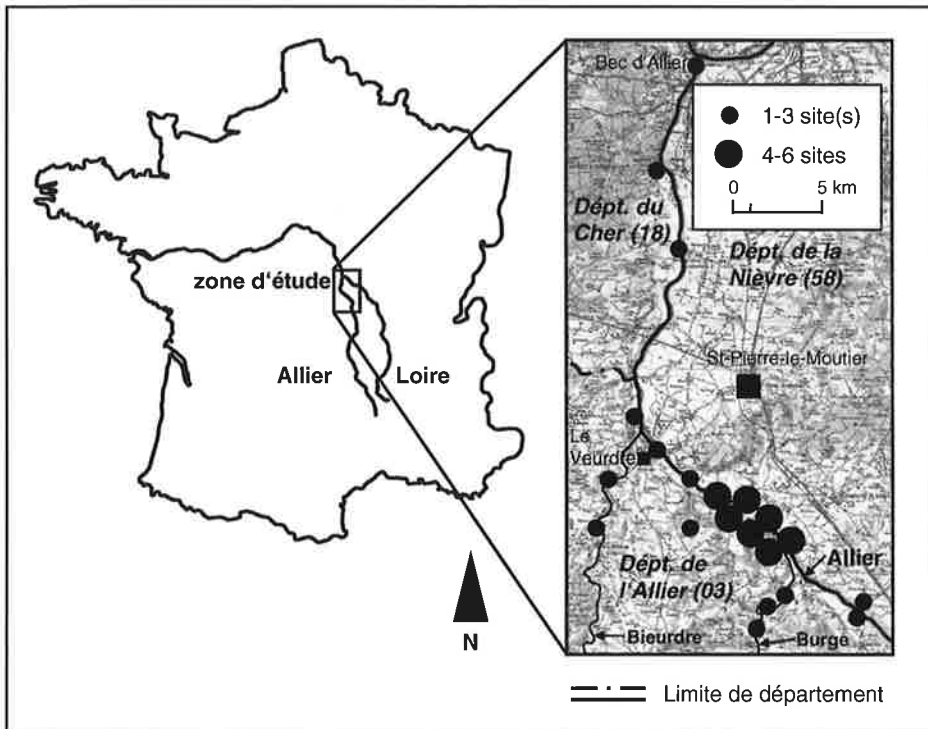 zone d'étude
Allier
Loire
N
Bec d'Allier
1-3 site(s)
4-6 sites
0 5 km
Dépt. du
Cher (18)
Dépt. de la
Nièvre (58)
St-Pierre-le-Moutier
Le
Veurdre
Allier
Dépt. de
l'Allier (03)
Bieurdre
Burge
Limite de département